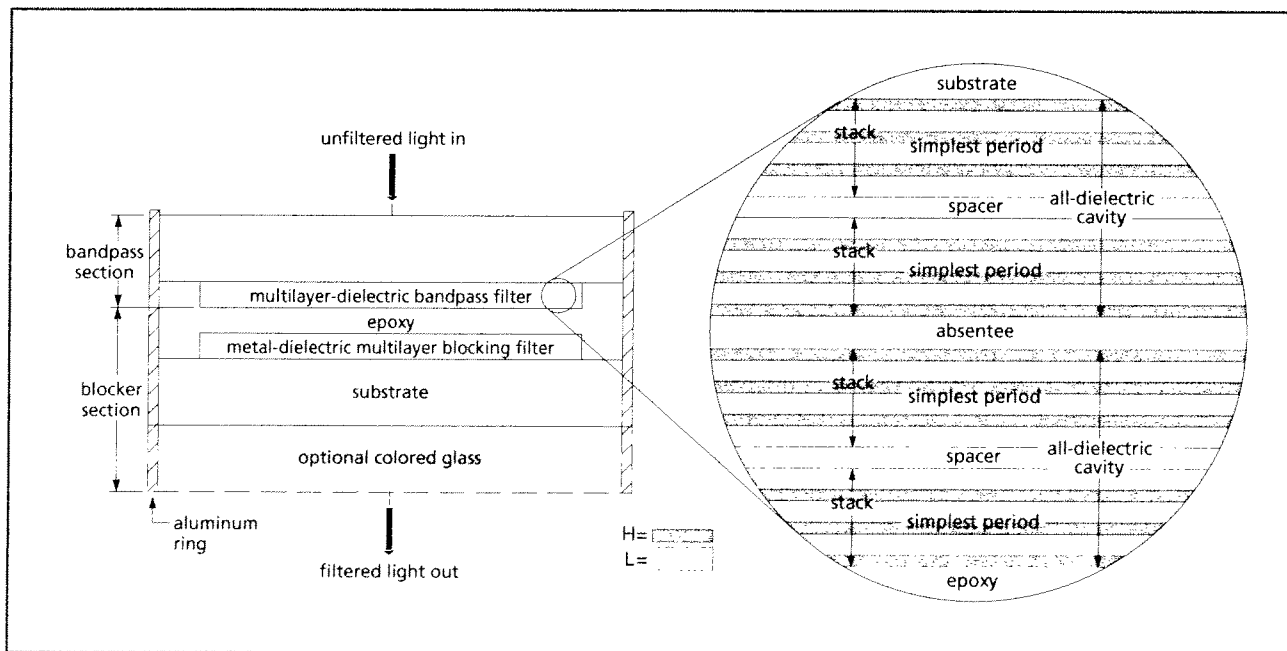 unfiltered light in
bandpass
section
multilayer-dielectric bandpass filter
epoxy
metal-dielectric multilayer blocking filter
blocker
section
substrate
optional colored glass
aluminum
ring
filtered light out
H=
L=
substrate
stack
simplest period
spacer
all-dielectric
cavity
stack
simplest period
absentee
stack
simplest period
spacer
all-dielectric
cavity
stack
simplest period
epoxy